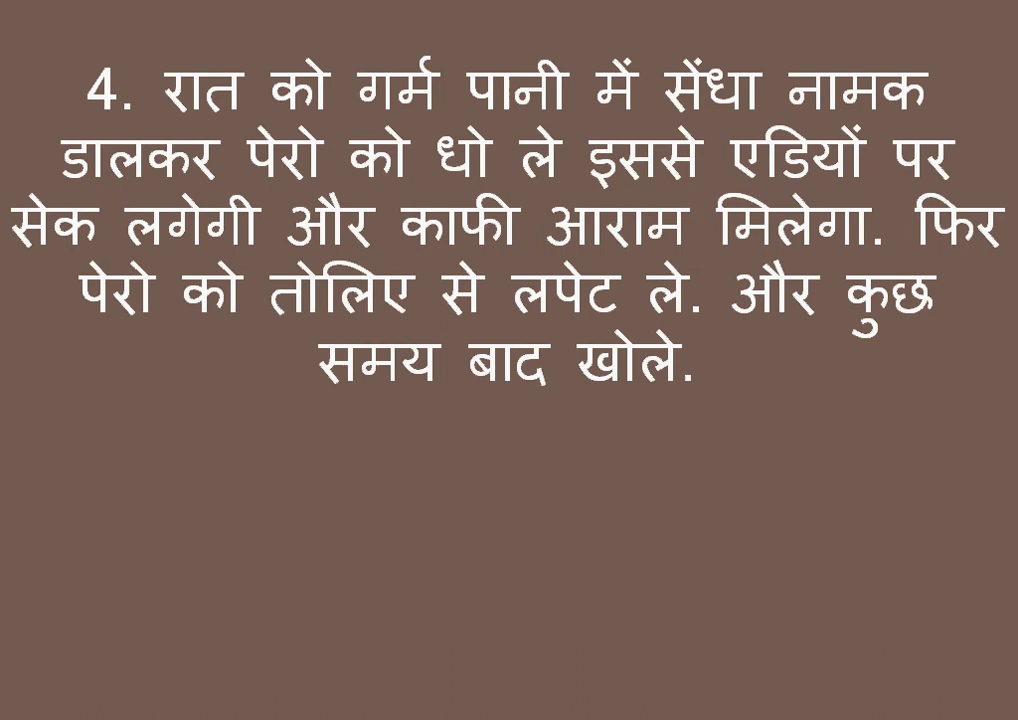 4. रात को गर्म पानी में सेंधा नामक
डालकर पेरो को धो ले इससे एडियों पर
सेक लगेगी और काफी आराम मिलेगा. फिर
पेरो को तोलिए से लपेट ले. और कुछ
समय बाद खोले.